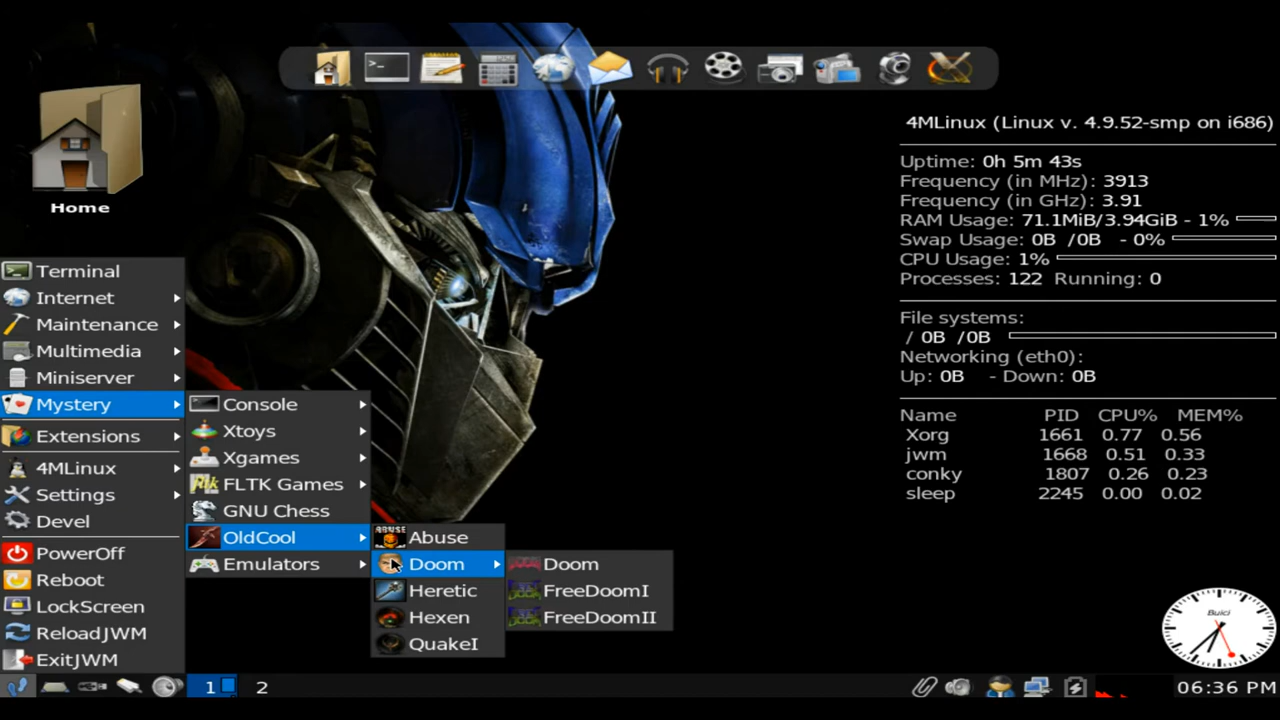 4MLinux (Linux v. 4.9.52-smp on i686)
Uptime: 0h 5m 43s
Frequency (in MHz): 3913
Frequency (in GHz): 3.91
RAM Usage: 71.1MiB/3.94GiB - 1%
Swap Usage: 0B /0B - 0%
CPU Usage: 1%
Processes: 122 Running: 0
File systems:
/ 0B /0B
Networking (eth0):
Up: 0B - Down: 0B
Name PID CPU% MEM%
Xorg 1661 0.77 0.56
jwm 1668 0.51 0.33
conky 1807 0.26 0.23
sleep 2245 0.00 0.02
Home
Terminal
Internet
Maintenance
Multimedia
Miniserver
Mystery
Extensions
4MLinux
Settings
Devel
PowerOff
Reboot
LockScreen
ReloadJWM
ExitJWM
Console
Xtoys
Xgames
Fltk FLTK Games
GNU Chess
OldCool
Emulators
ABUSE Abuse
Doom
Heretic
Hexen
QuakeI
Doom
FreeDoomI
FreeDoomII
Buici
1 2
06:36 PM